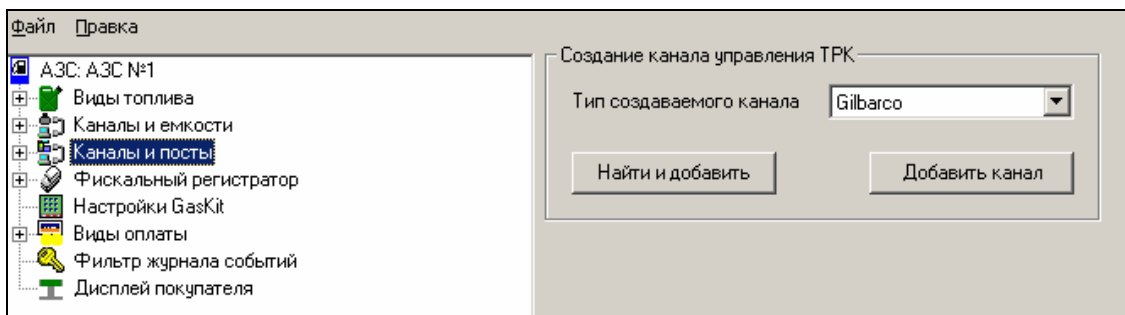 Файл Правка
АЗС: АЗС №1
Виды топлива
Каналы и емкости
Каналы и посты
Фискальный регистратор
Настройки GasKit
Виды оплаты
Фильтр журнала событий
Дисплей покупателя
Создание канала управления ТРК
Тип создаваемого канала Gilbarco
Найти и добавить Добавить канал